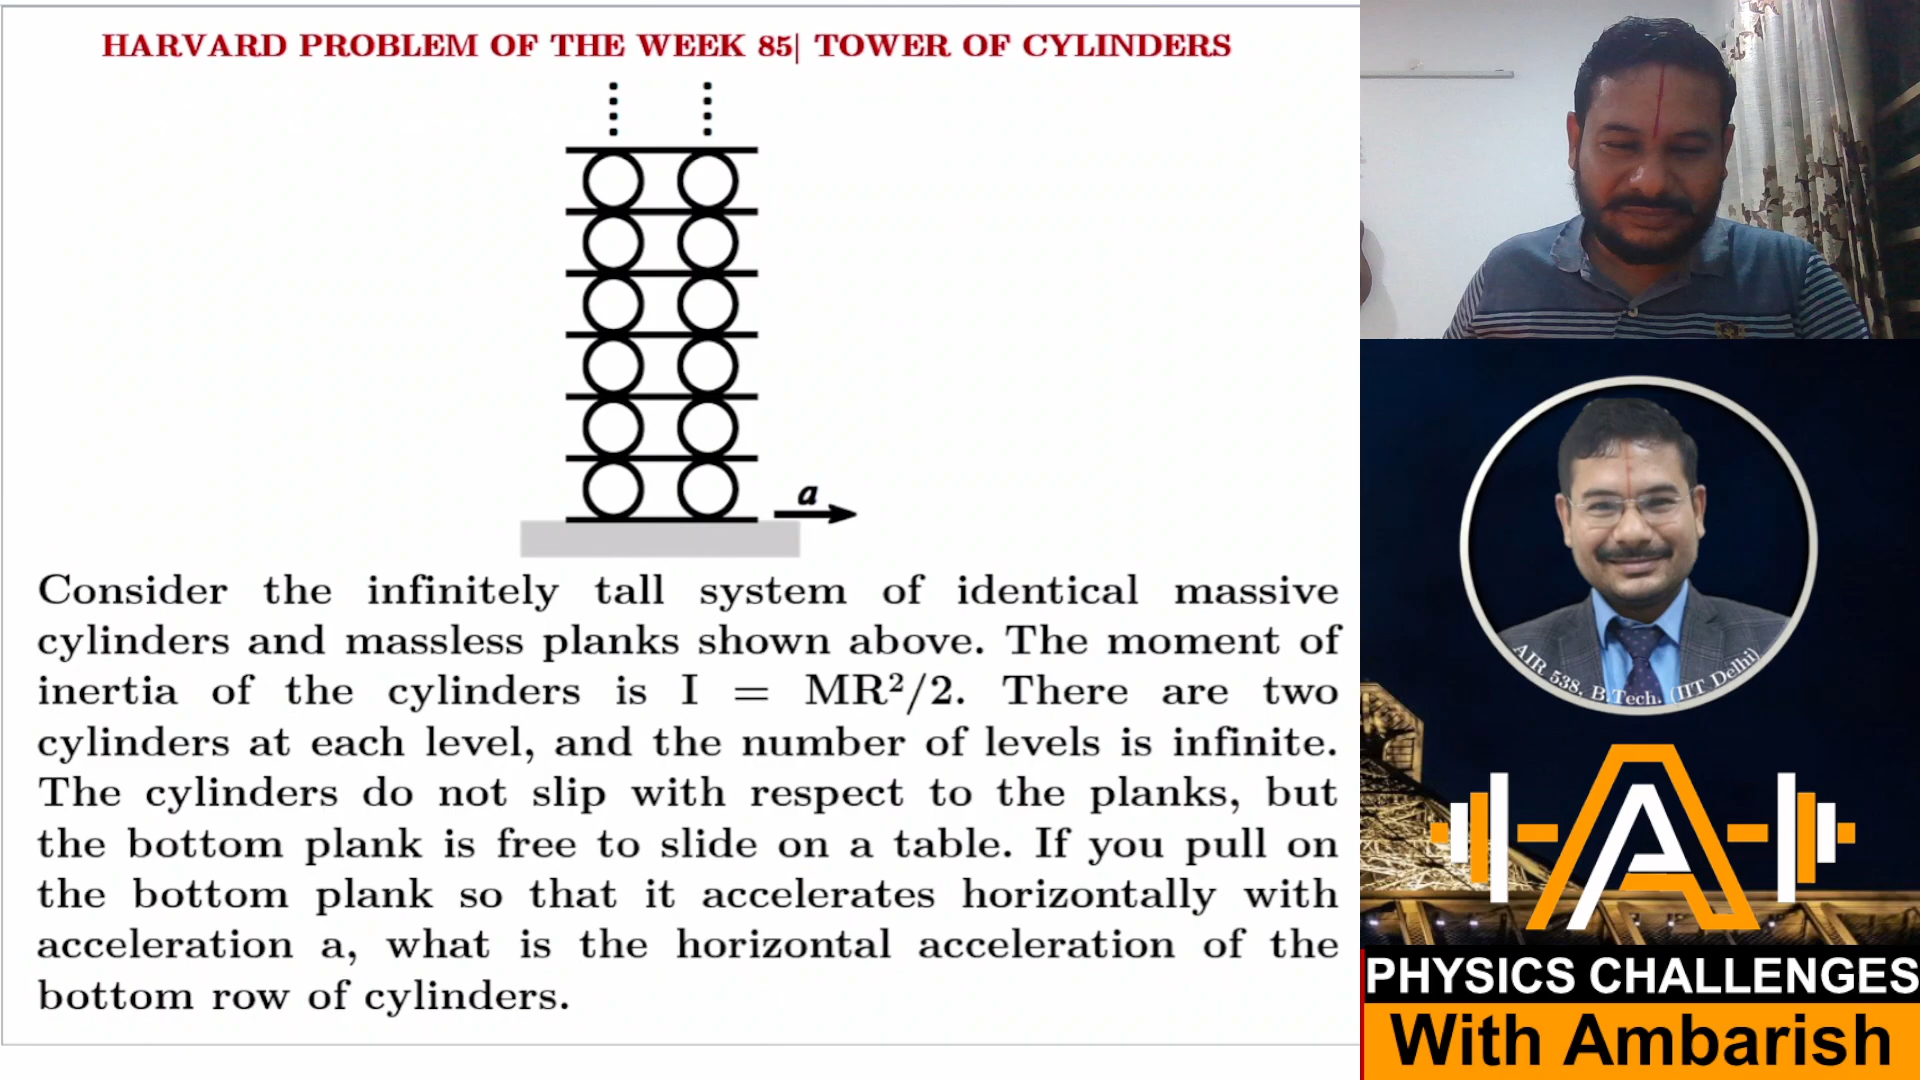 HARVARD PROBLEM OF THE WEEK 85| TOWER OF CYLINDERS
a
Consider the infinitely tall system of identical massive
cylinders and massless planks shown above. The moment of
inertia of the cylinders is I = MR²/2. There are two
cylinders at each level, and the number of levels is infinite.
The cylinders do not slip with respect to the planks, but
the bottom plank is free to slide on a table. If you pull on
the bottom plank so that it accelerates horizontally with
acceleration a, what is the horizontal acceleration of the
bottom row of cylinders.
AIR 538, B.Tech. (IIT Delhi)
A
PHYSICS CHALLENGES
With Ambarish